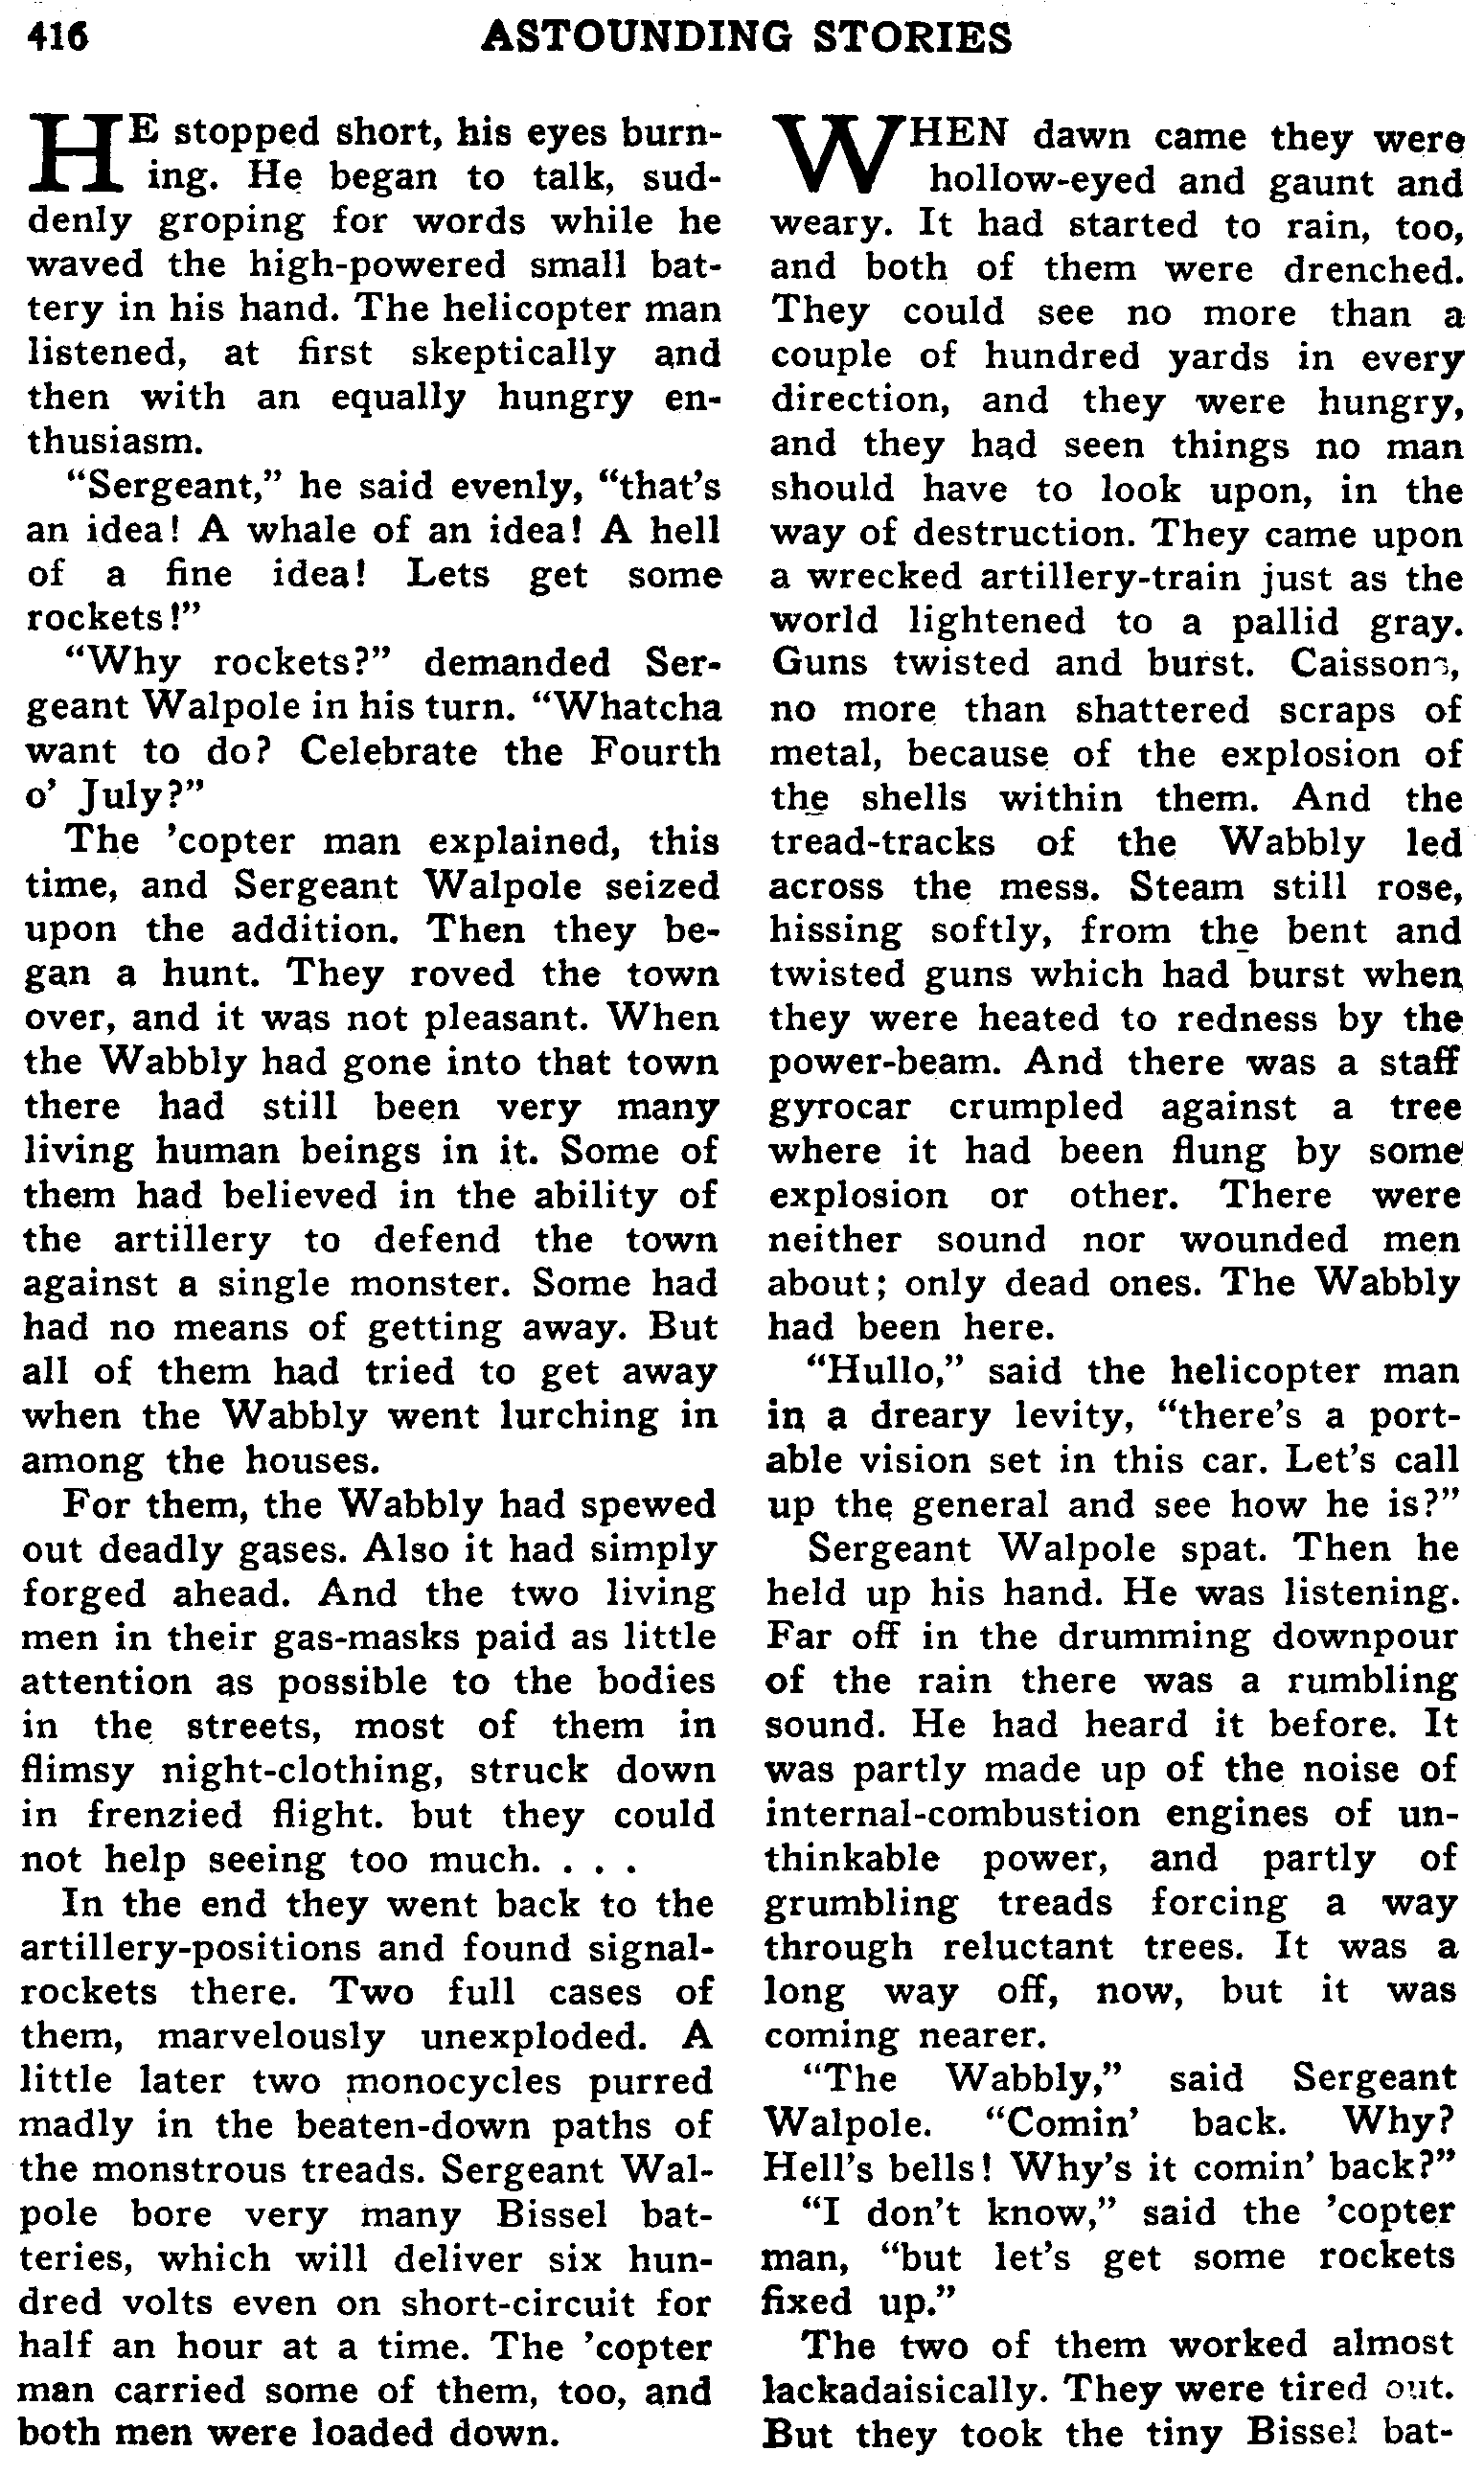 416 ASTOUNDING STORIES
HE stopped short, his eyes burn-
ing. He began to talk, sud-
denly groping for words while he
waved the high-powered small bat-
tery in his hand. The helicopter man
listened, at first skeptically and
then with an equally hungry en-
thusiasm.
"Sergeant," he said evenly, "that's
an idea! A whale of an idea! A hell
of a fine idea! Lets get some
rockets!"
"Why rockets?" demanded Ser-
geant Walpole in his turn. "Whatcha
want to do? Celebrate the Fourth
o' July?"
The 'copter man explained, this
time, and Sergeant Walpole seized
upon the addition. Then they be-
gan a hunt. They roved the town
over, and it was not pleasant. When
the Wabbly had gone into that town
there had still been very many
living human beings in it. Some of
them had believed in the ability of
the artillery to defend the town
against a single monster. Some had
had no means of getting away. But
all of them had tried to get away
when the Wabbly went lurching in
among the houses.
For them, the Wabbly had spewed
out deadly gases. Also it had simply
forged ahead. And the two living
men in their gas-masks paid as little
attention as possible to the bodies
in the streets, most of them in
flimsy night-clothing, struck down
in frenzied flight. but they could
not help seeing too much. . . .
In the end they went back to the
artillery-positions and found signal-
rockets there. Two full cases of
them, marvelously unexploded. A
little later two monocycles purred
madly in the beaten-down paths of
the monstrous treads. Sergeant Wal-
pole bore very many Bissel bat-
teries, which will deliver six hun-
dred volts even on short-circuit for
half an hour at a time. The 'copter
man carried some of them, too, and
both men were loaded down.
WHEN dawn came they were
hollow-eyed and gaunt and
weary. It had started to rain, too,
and both of them were drenched.
They could see no more than a
couple of hundred yards in every
direction, and they were hungry,
and they had seen things no man
should have to look upon, in the
way of destruction. They came upon
a wrecked artillery-train just as the
world lightened to a pallid gray.
Guns twisted and burst. Caissons,
no more than shattered scraps of
metal, because of the explosion of
the shells within them. And the
tread-tracks of the Wabbly led
across the mess. Steam still rose,
hissing softly, from the bent and
twisted guns which had burst when
they were heated to redness by the
power-beam. And there was a staff
gyrocar crumpled against a tree
where it had been flung by some
explosion or other. There were
neither sound nor wounded men
about; only dead ones. The Wabbly
had been here.
"Hullo," said the helicopter man
in a dreary levity, "there's a port-
able vision set in this car. Let's call
up the general and see how he is?"
Sergeant Walpole spat. Then he
held up his hand. He was listening.
Far off in the drumming downpour
of the rain there was a rumbling
sound. He had heard it before. It
was partly made up of the noise of
internal-combustion engines of un-
thinkable power, and partly of
grumbling treads forcing a way
through reluctant trees. It was a
long way off, now, but it was
coming nearer.
"The Wabbly," said Sergeant
Walpole. "Comin' back. Why?
Hell's bells! Why's it comin' back?"
"I don't know," said the 'copter
man, "but let's get some rockets
fixed up."
The two of them worked almost
lackadaisically. They were tired out.
But they took the tiny Bissel bat-